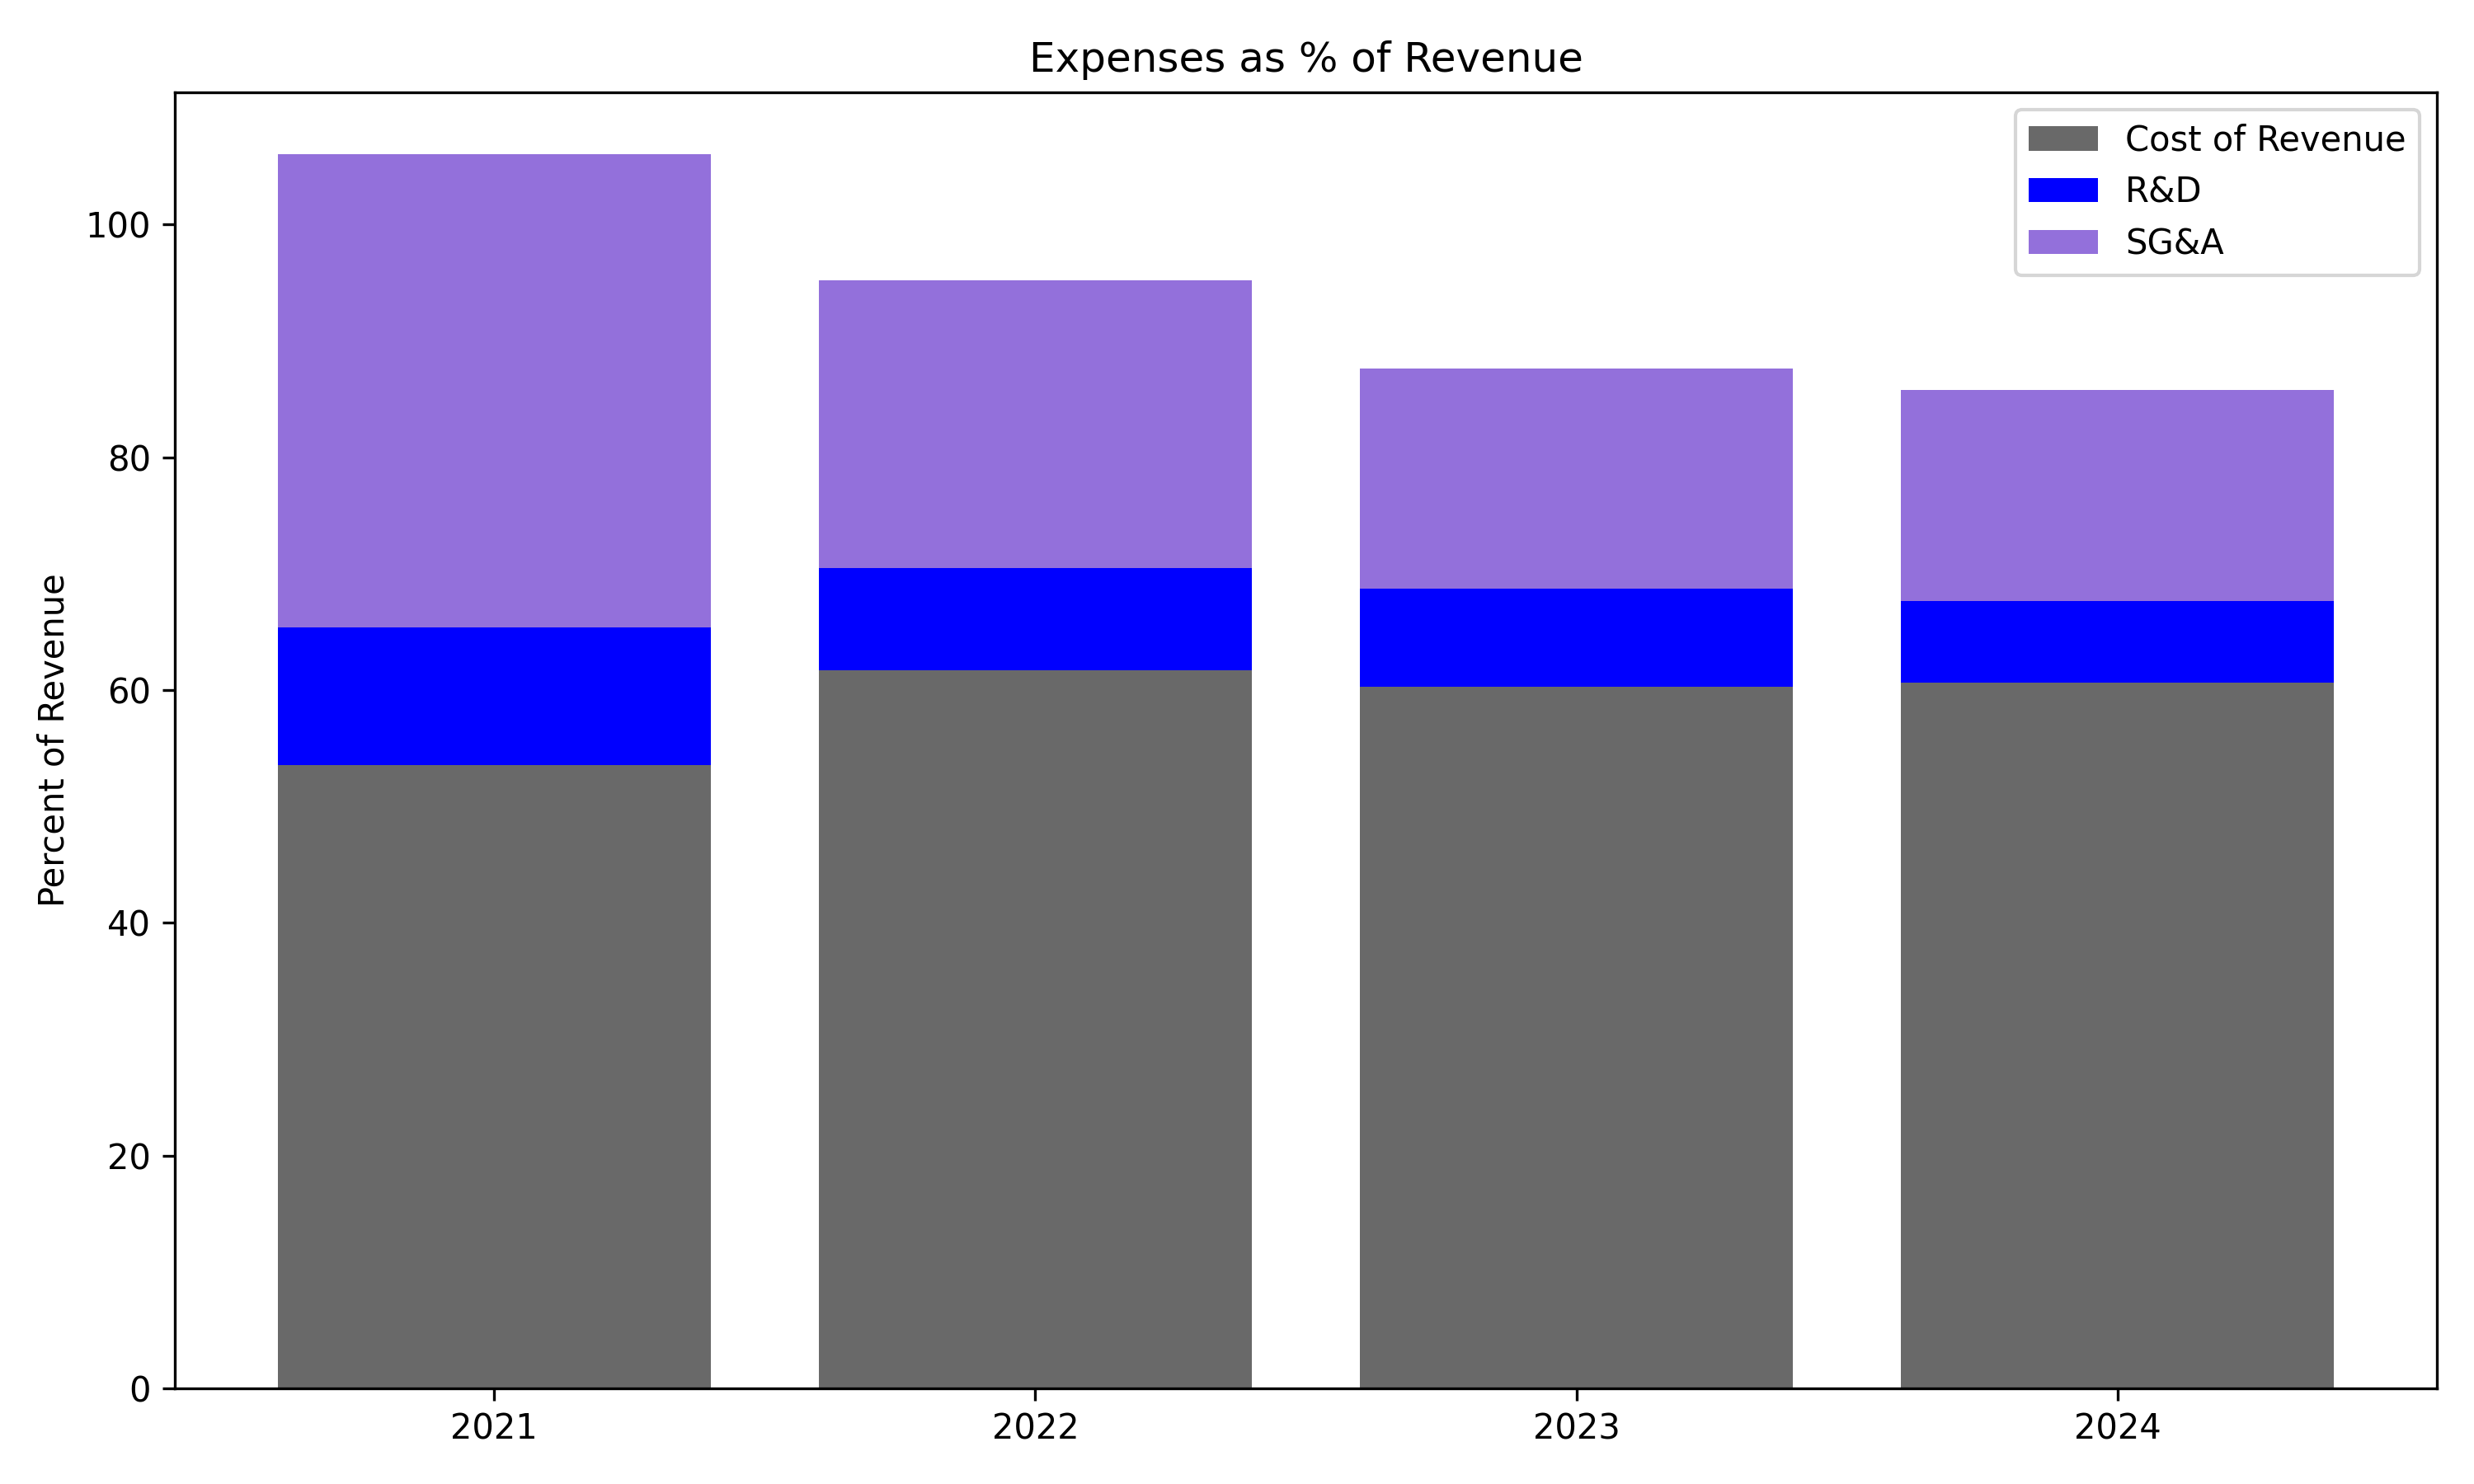 Expenses as % of Revenue
Cost of Revenue
R&D
SG&A
Percent of Revenue
100
80
60
40
20
0
2021
2022
2023
2024